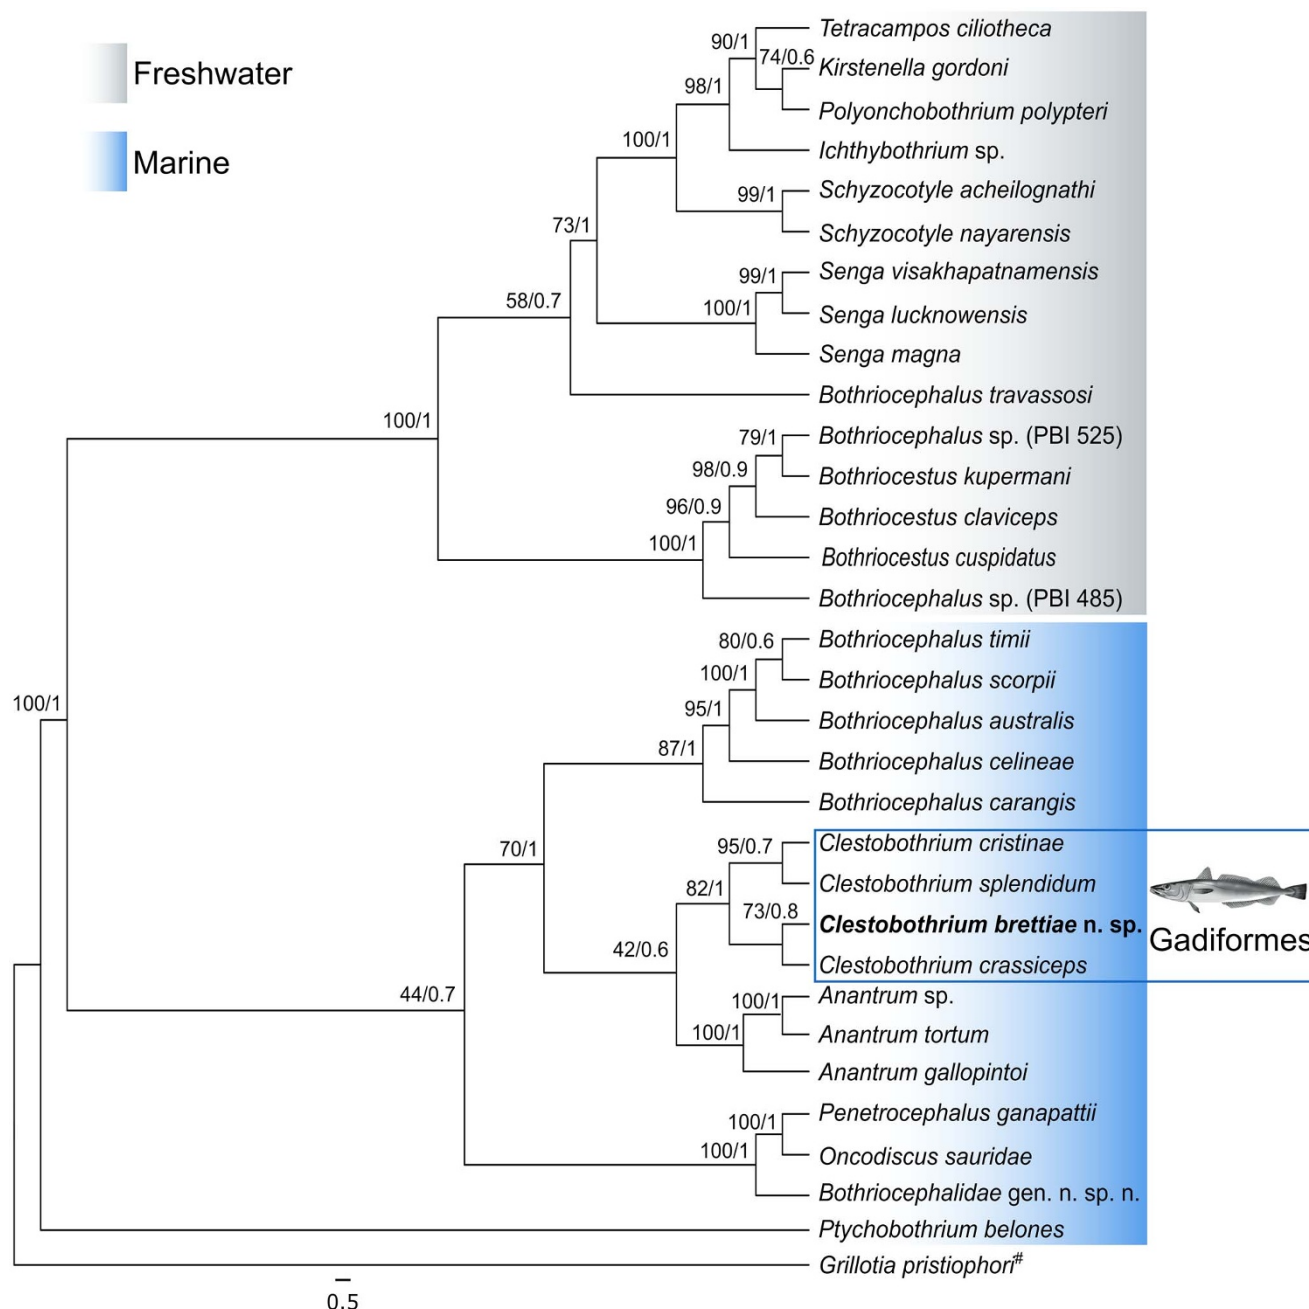 Freshwater
Marine
90/1
Tetracampos ciliotheca
74/0.6
Kirstenella gordoni
98/1
Polyonchobothrium polypteri
100/1
Ichthybothrium sp.
99/1
Schyzocotyle acheilognathi
Schyzocotyle nayarensis
73/1
99/1
Senga visakhapatnamensis
58/0.7
100/1
Senga lucknowensis
Senga magna
Bothriocephalus travassosi
100/1
79/1
Bothriocephalus sp. (PBI 525)
98/0.9
Bothriocestus kupermani
96/0.9
Bothriocestus claviceps
100/1
Bothriocestus cuspidatus
Bothriocephalus sp. (PBI 485)
80/0.6
Bothriocephalus timii
100/1
Bothriocephalus scorpii
100/1
95/1
Bothriocephalus australis
87/1
Bothriocephalus celineae
Bothriocephalus carangis
70/1
95/0.7
Clestobothrium cristinae
82/1
Clestobothrium splendidum
73/0.8
Clestobothrium brettiae n. sp.
Gadiformes
42/0.6
Clestobothrium crassiceps
44/0.7
100/1
Anantrum sp.
100/1
Anantrum tortum
Anantrum gallopintoi
100/1
Penetrocephalus ganapattii
100/1
Oncodiscus sauridae
Bothriocephalidae gen. n. sp. n.
Ptychobothrium belones
Grillotia pristiophori#
0.5